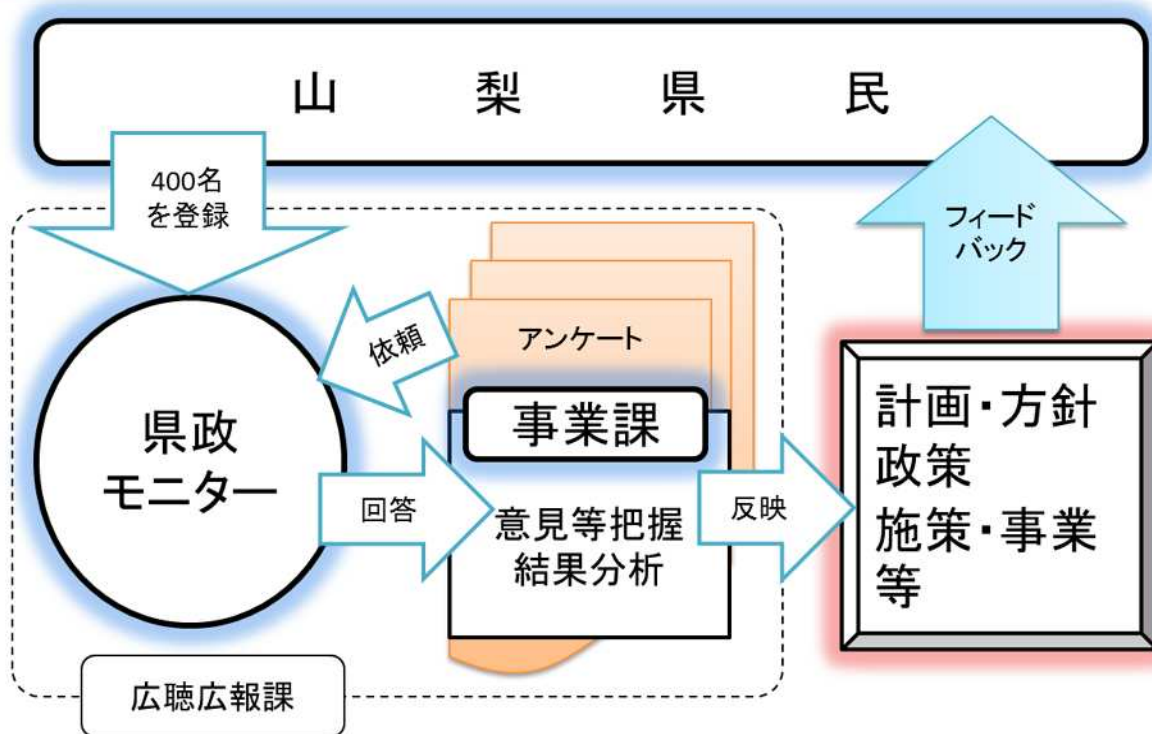 山梨県民
400名
を登録
フィード
バック
アンケート
依頼
事業課
県政
モニター
回答
意見等把握
結果分析
反映
計画・方針
政策
施策・事業
等
広聴広報課